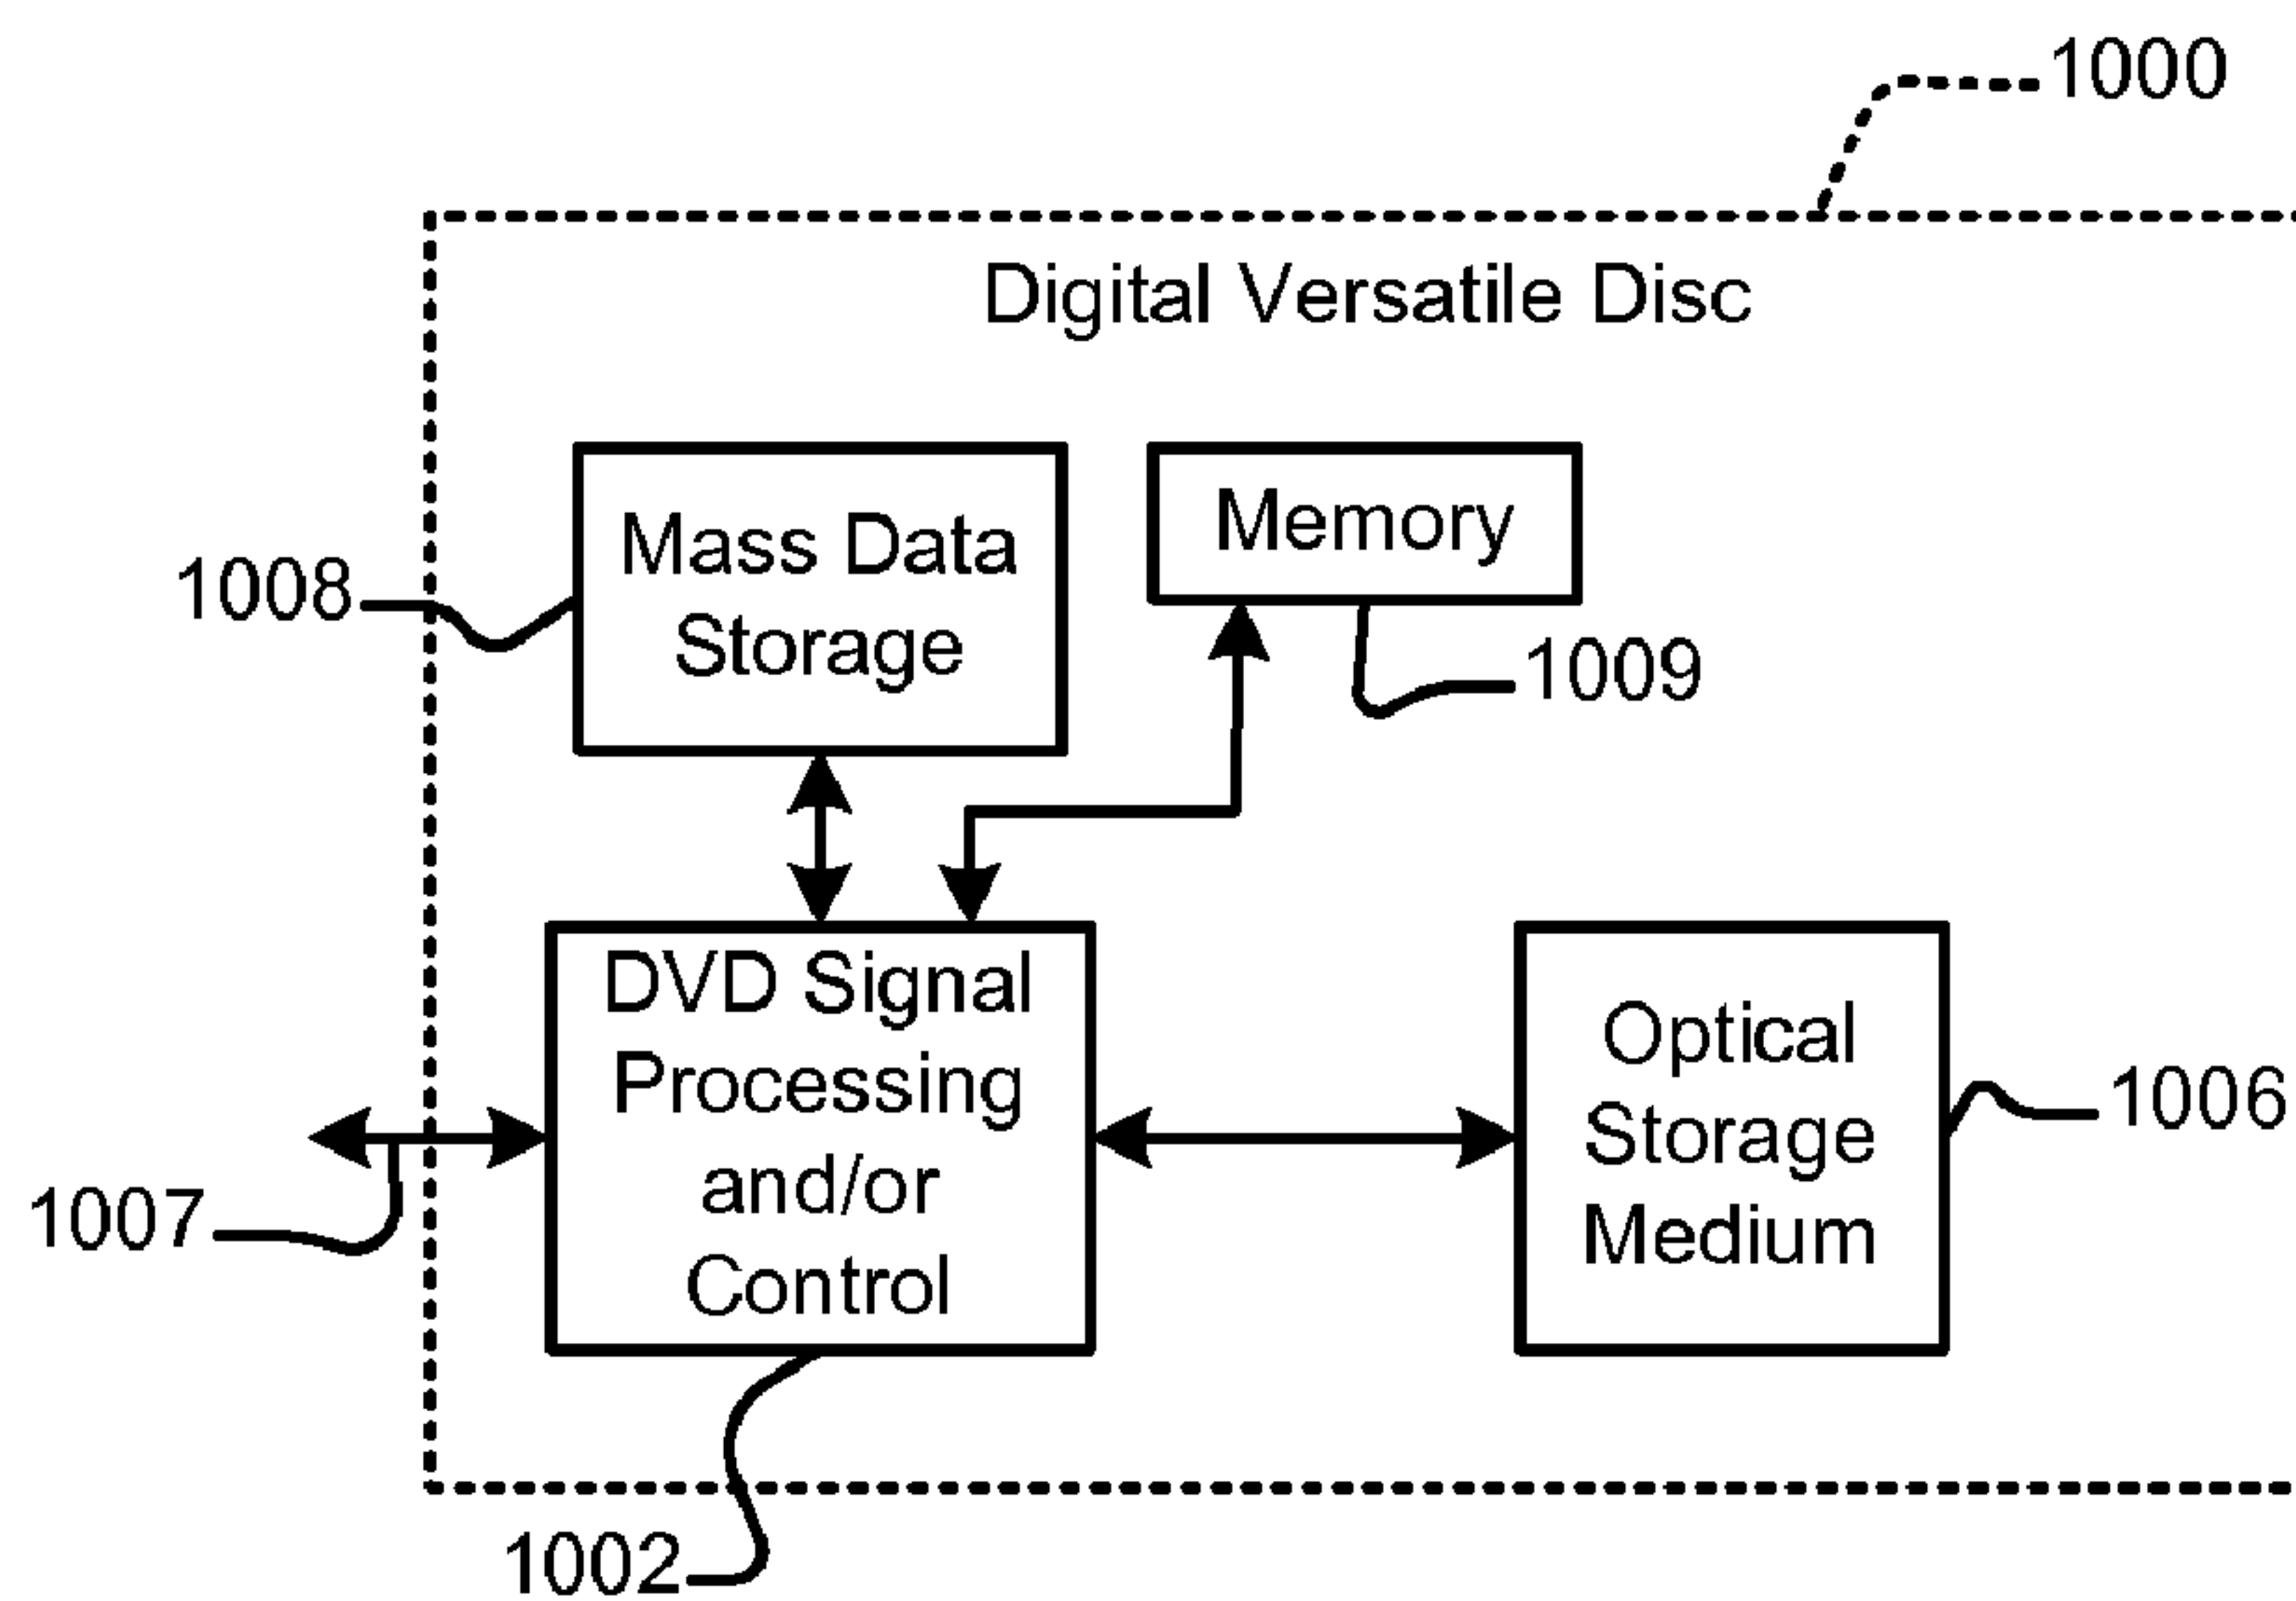 1000
Digital Versatile Disc
Mass Data
Storage
Memory
1008
1009
DVD Signal
Processing
and/or
Control
Optical
Storage
Medium
1006
1007
1002